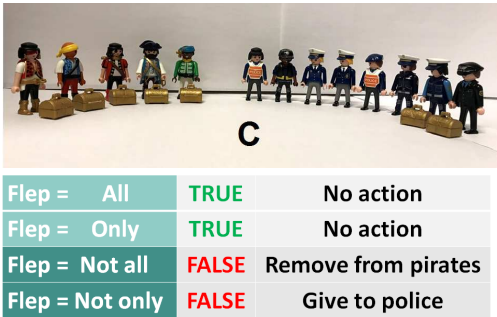 C
Flep = All TRUE No action
Flep = Only TRUE No action
Flep = Not all FALSE Remove from pirates
Flep = Not only FALSE Give to police